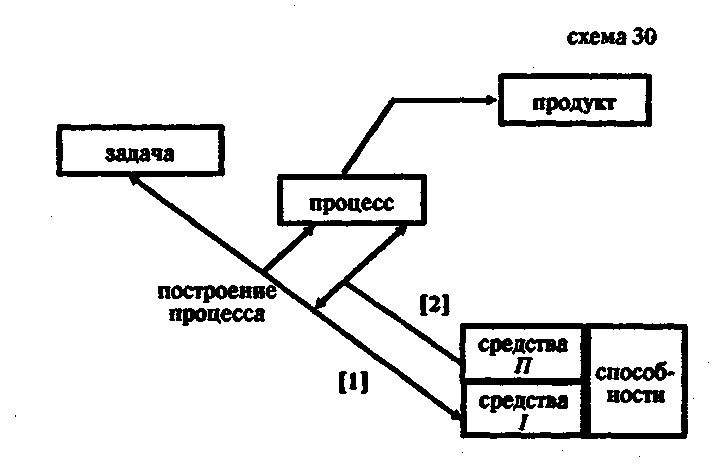 схема 30
продукт
задача
процесс
построение
процесса
[2]
[1]
средства
П
средства
I
способ-
ности